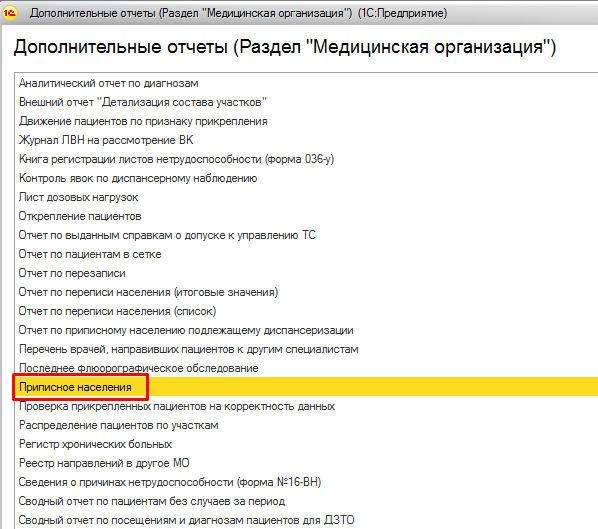 1С Дополнительные отчеты (Раздел "Медицинская организация") (1С:Предприятие)
Дополнительные отчеты (Раздел "Медицинская организация")
Аналитический отчет по диагнозам
Внешний отчет "Детализация состава участков"
Движение пациентов по признаку прикрепления
Журнал ЛВН на рассмотрение ВК
Книга регистрации листов нетрудоспособности (форма 036-у)
Контроль явок по диспансерному наблюдению
Лист дозовых нагрузок
Открепление пациентов
Отчет по выданным справкам о допуске к управлению ТС
Отчет по пациентам в сетке
Отчет по перезаписи
Отчет по переписи населения (итоговые значения)
Отчет по переписи населения (список)
Отчет по приписному населению подлежащему диспансеризации
Перечень врачей, направивших пациентов к другим специалистам
Последнее флюорографическое обследование
Приписное населения
Проверка прикрепленных пациентов на корректность данных
Распределение пациентов по участкам
Регистр хронических больных
Реестр направлений в другое МО
Сведения о причинах нетрудоспособности (форма №16-ВН)
Сводный отчет по пациентам без случаев за период
Сводный отчет по посещениям и диагнозам пациентов для ДЗТО